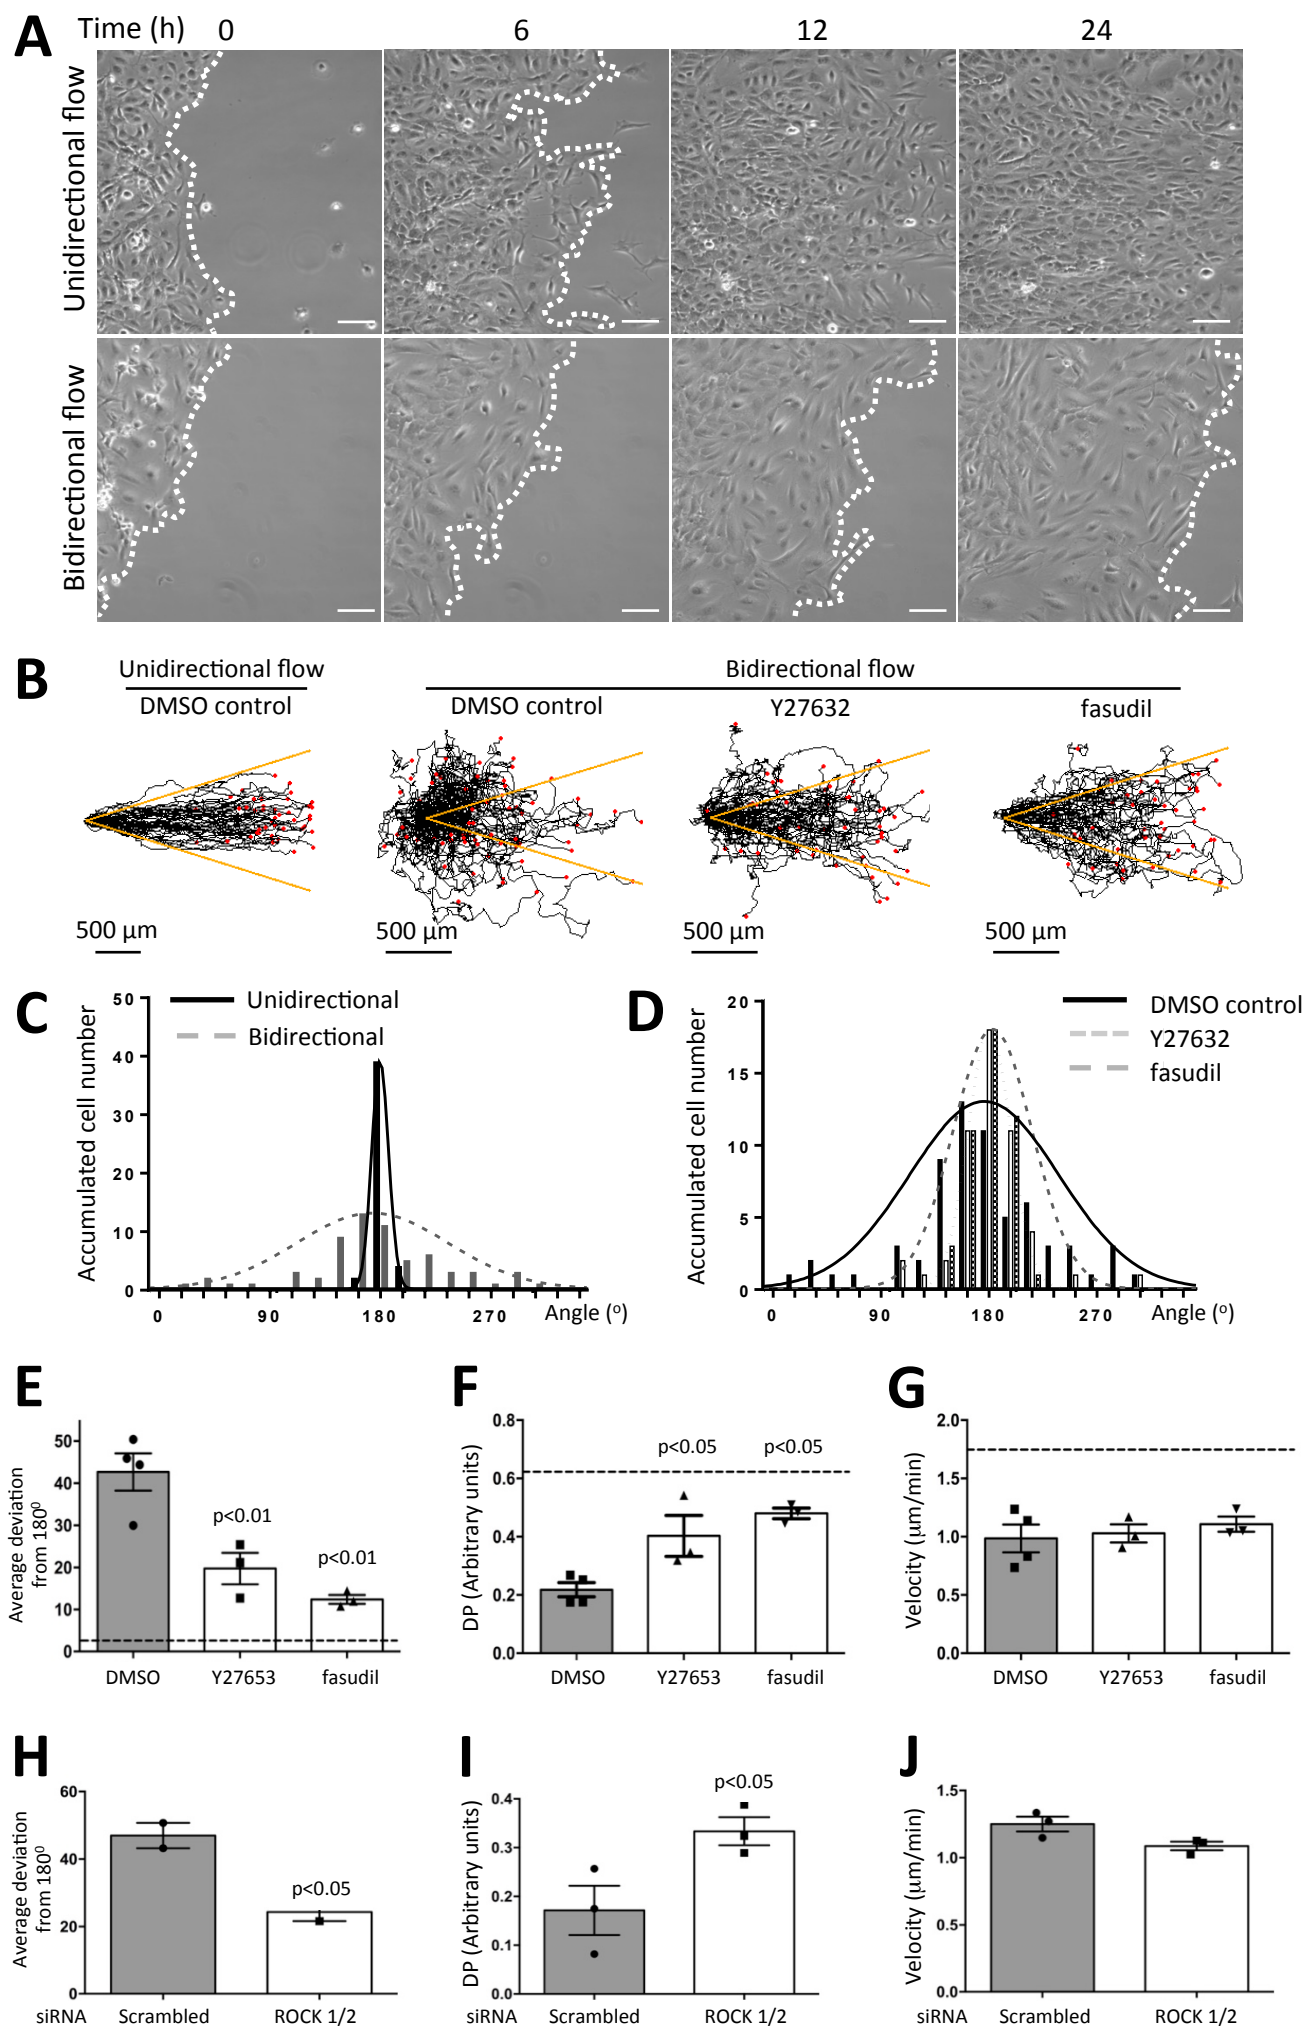 A
Time (h) 0 6 12 24
Unidirectional flow
Bidirectional flow
B
Unidirectional flow Bidirectional flow
DMSO control DMSO control Y27632 fasudil
500 μm 500 μm 500 μm 500 μm
C
Unidirectional
Bidirectional
Accumulated cell number
50
40
30
20
10
0
0 90 180 270 Angle (o)
D
DMSO control
Y27632
fasudil
Accumulated cell number
20
15
10
5
0
0 90 180 270 Angle (o)
E
Average deviation
from 180⁰
50
40
30
20
10
0
p<0.01
p<0.01
DMSO Y27653 fasudil
F
DP (Arbitrary units)
0.8
0.6
0.4
0.2
0.0
p<0.05 p<0.05
DMSO Y27653 fasudil
G
Velocity (μm/min)
2.0
1.5
1.0
0.5
0.0
DMSO Y27653 fasudil
H
Average deviation
from 180⁰
60
40
20
0
p<0.05
siRNA Scrambled ROCK 1/2
I
DP (Arbitrary units)
0.4
0.3
0.2
0.1
0.0
p<0.05
siRNA Scrambled ROCK 1/2
J
Velocity (μm/min)
1.5
1.0
0.5
0.0
siRNA Scrambled ROCK 1/2